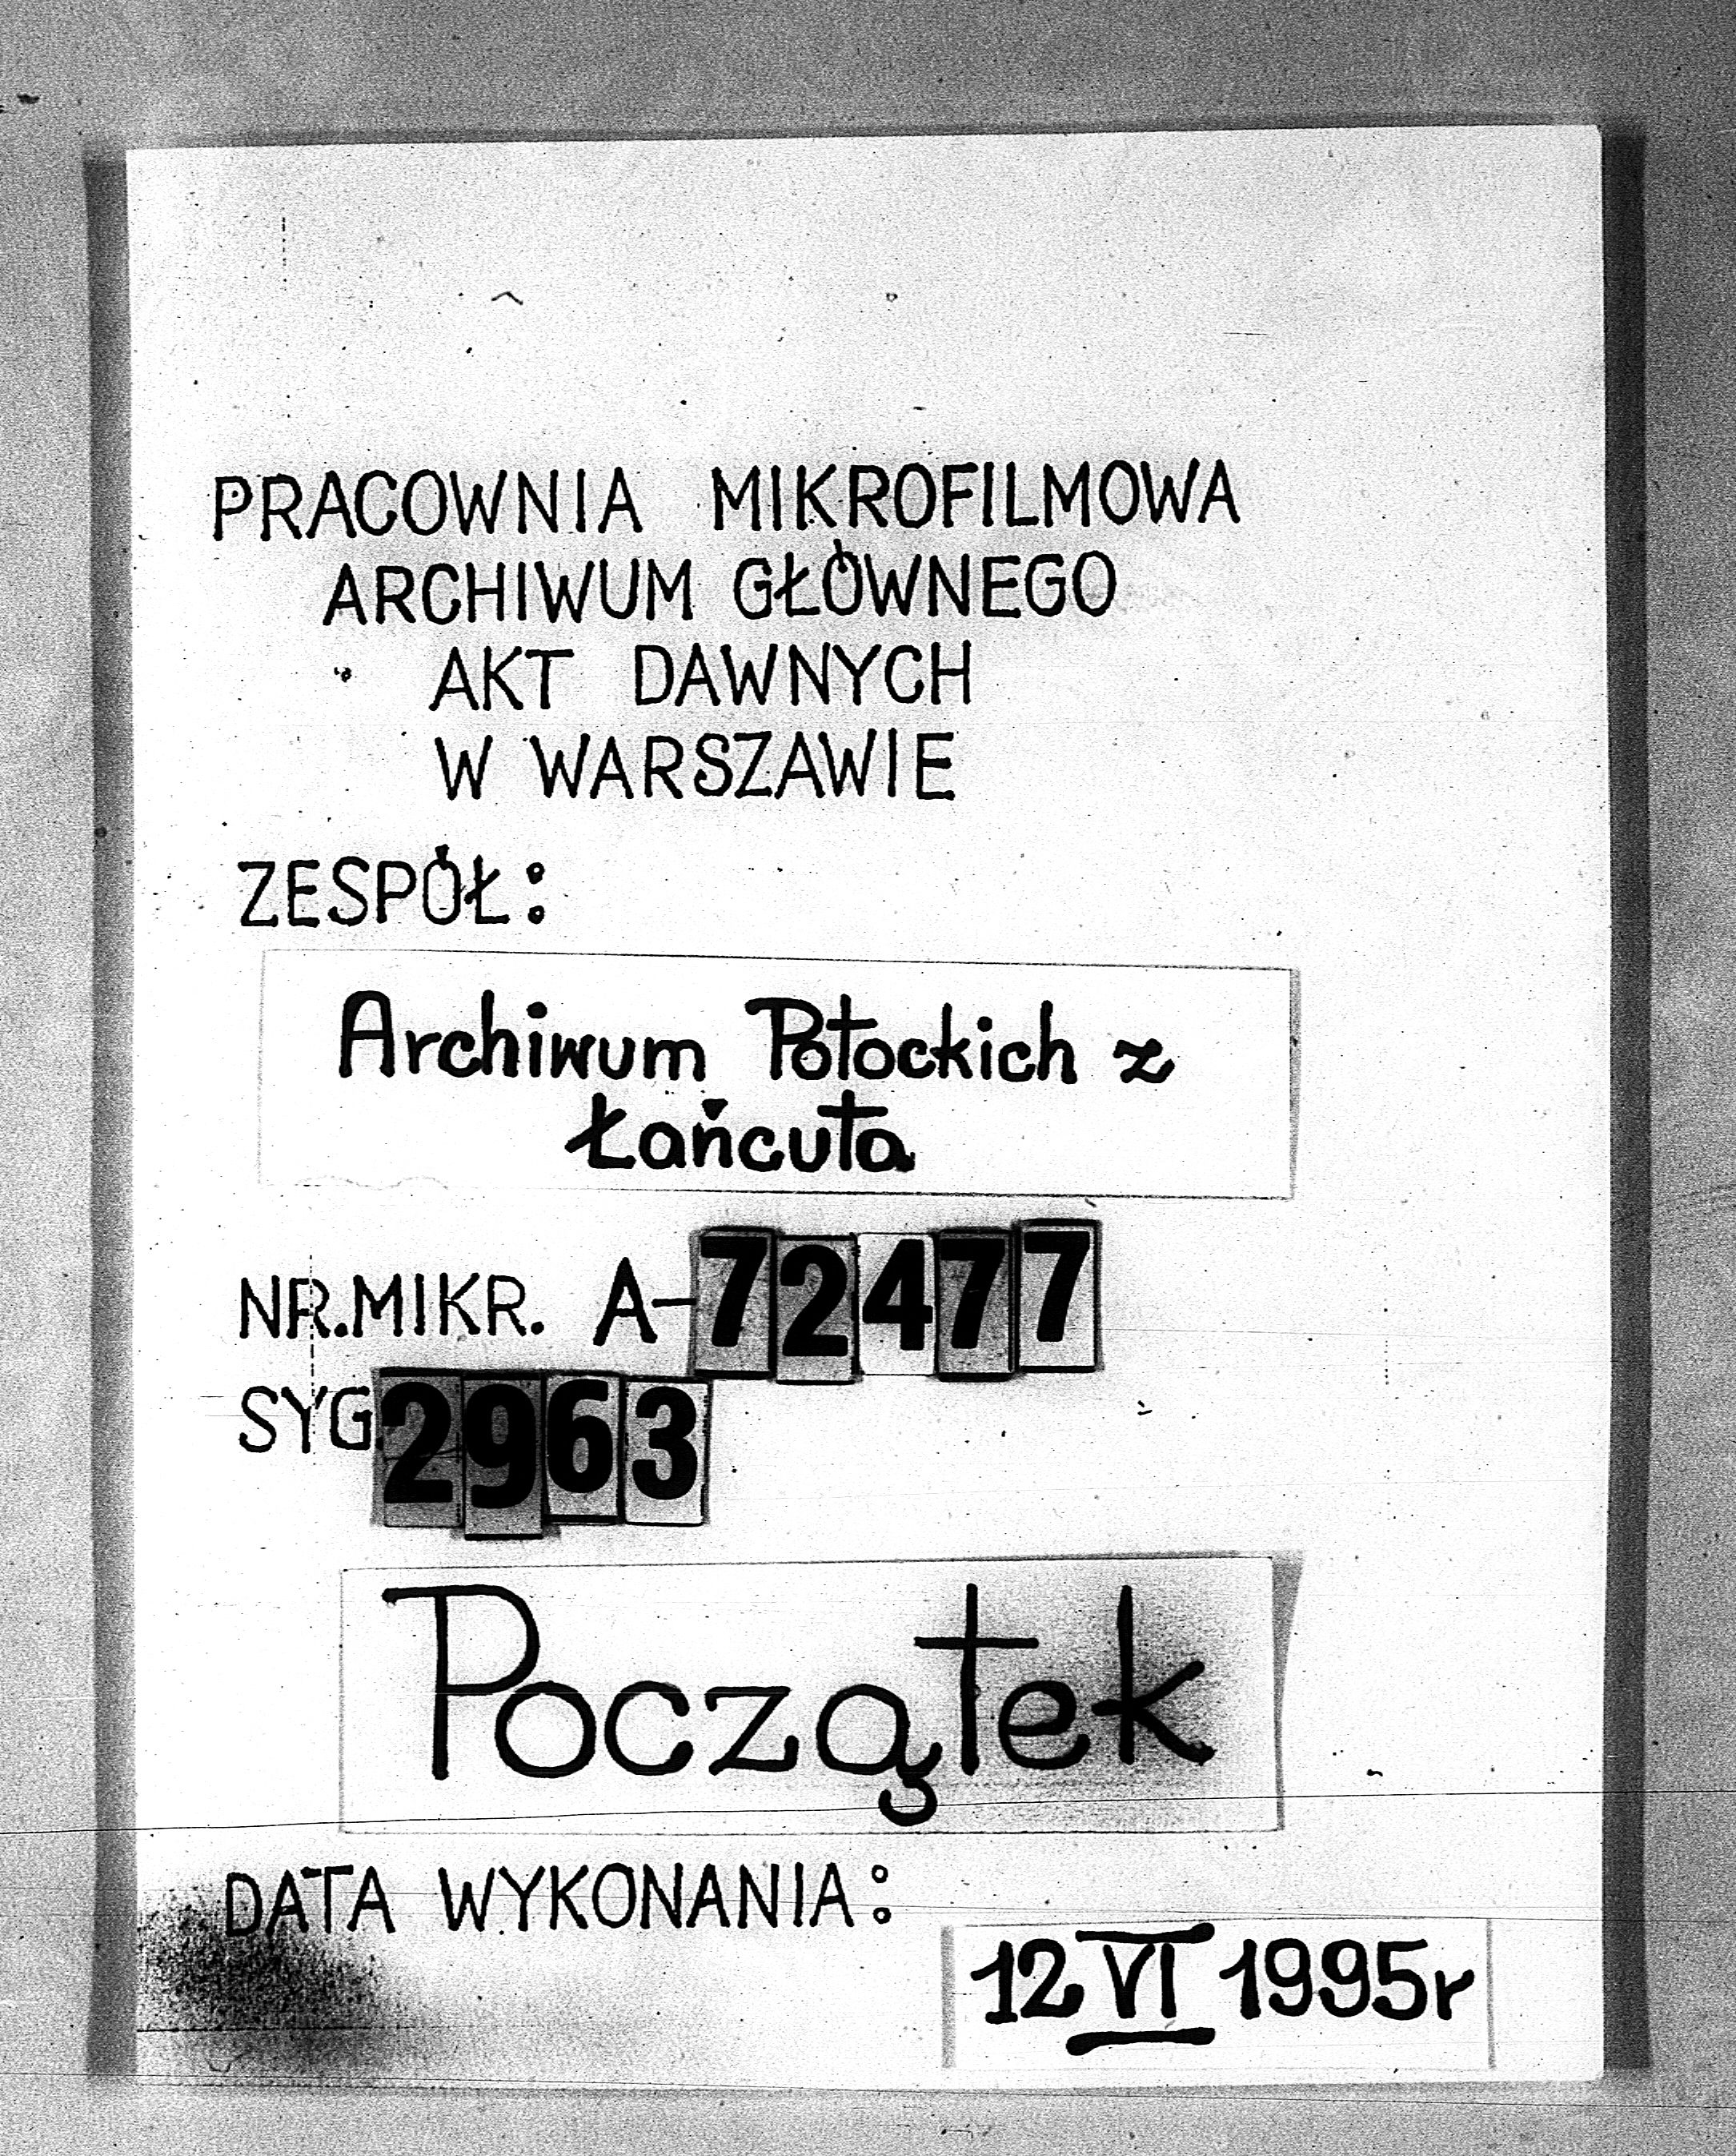 PRACOWNIA MIKROFILMOWA
ARCHIWUM GŁÓWNEGO
AKT DAWNYCH
W WARSZAWIE
ZESPÓŁ:
Archiwum Potockich z
Łańcuta
NR.MIKR. A-72477
SYG 2963
Początek
DATA WYKONANIA:
12 VI 1995r